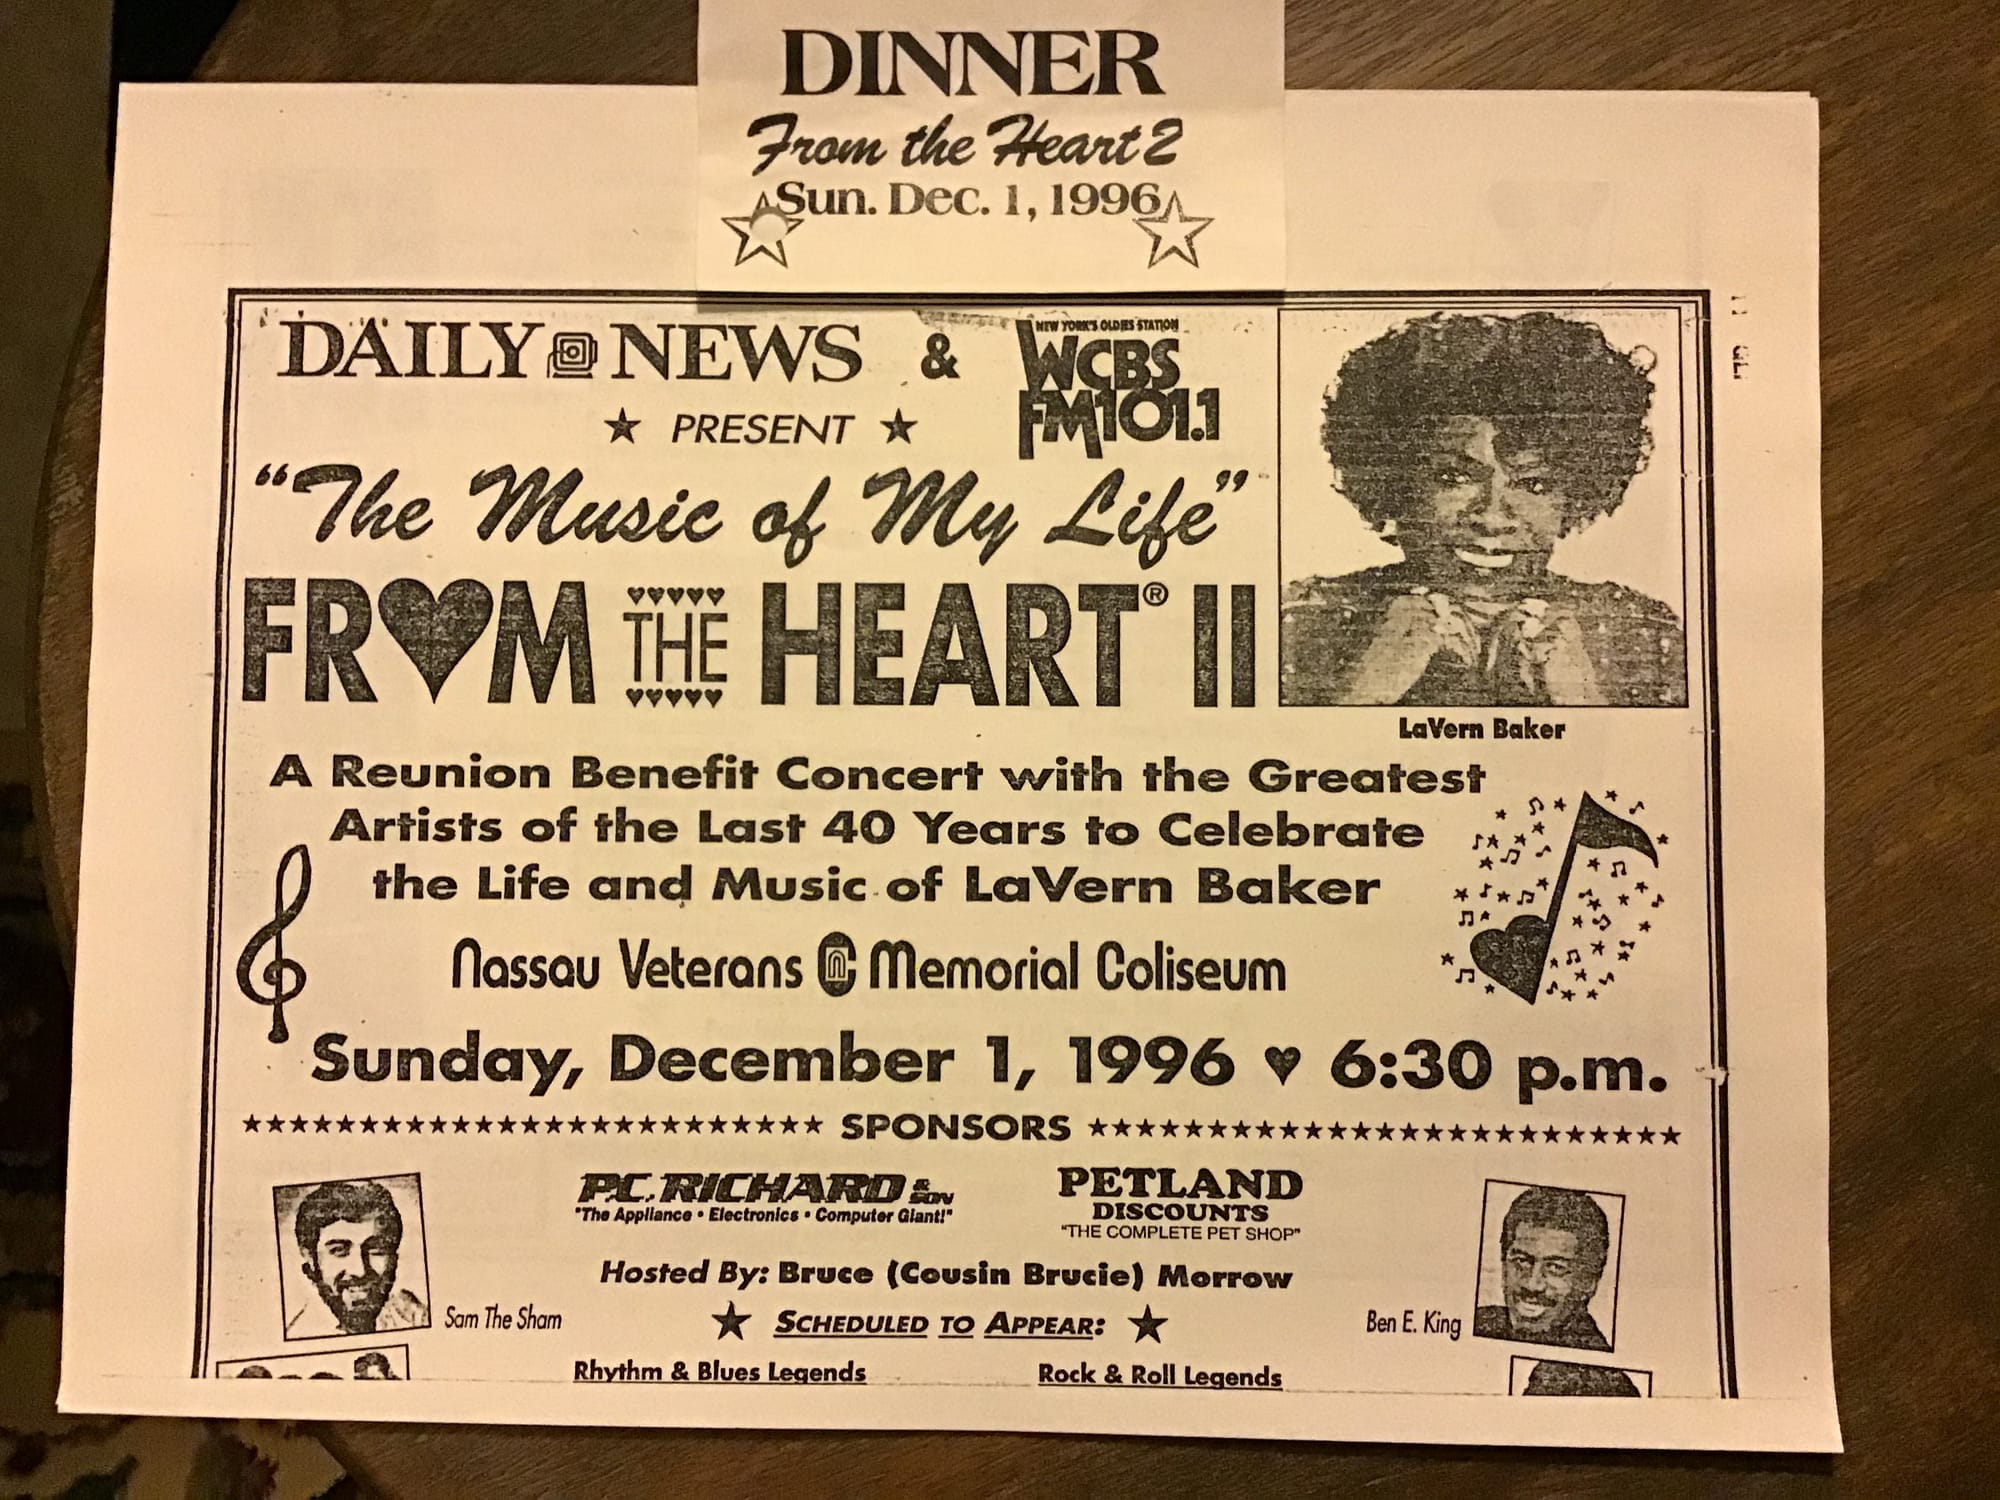 DINNER
From the Heart 2
Sun. Dec. 1, 1996
DAILY NEWS & NEW YORK'S OLDIES STATION
WCBS
FM101.1
PRESENT
"The Music of My Life"
FROM THE HEART® II
LaVern Baker
A Reunion Benefit Concert with the Greatest
Artists of the Last 40 Years to Celebrate
the Life and Music of LaVern Baker
Nassau Veterans Memorial Coliseum
Sunday, December 1, 1996 ♥ 6:30 p.m.
SPONSORS
P.C. RICHARD & SON
"The Appliance • Electronics • Computer Giant!"
PETLAND
DISCOUNTS
"THE COMPLETE PET SHOP"
Hosted By: Bruce (Cousin Brucie) Morrow
Sam The Sham
SCHEDULED TO APPEAR:
Ben E. King
Rhythm & Blues Legends
Rock & Roll Legends